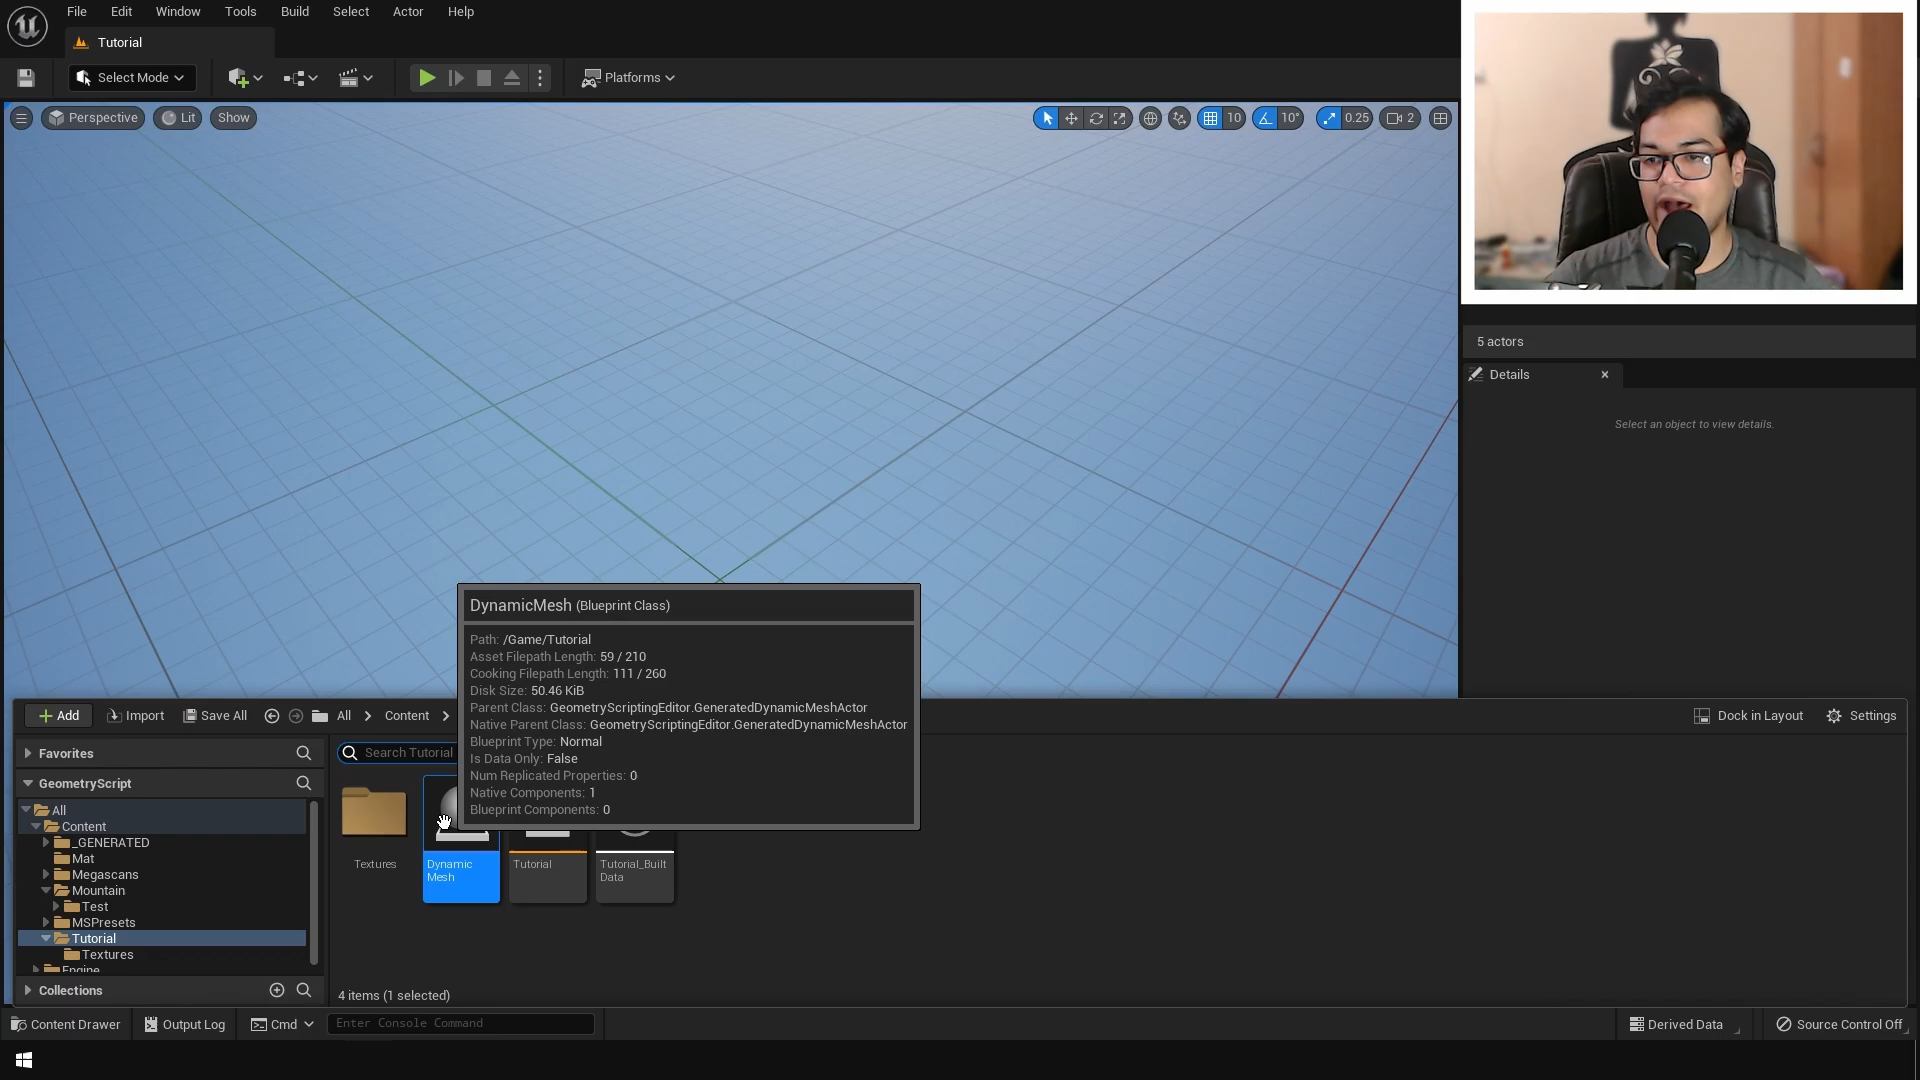 File Edit Window Tools Build Select Actor Help
Tutorial
Select Mode
Platforms
Perspective Lit Show
10 10° 0.25 2
5 actors
Details
Select an object to view details.
DynamicMesh (Blueprint Class)
Path: /Game/Tutorial
Asset Filepath Length: 59 / 210
Cooking Filepath Length: 111 / 260
Disk Size: 50.46 KiB
Parent Class: GeometryScriptingEditor.GeneratedDynamicMeshActor
Native Parent Class: GeometryScriptingEditor.GeneratedDynamicMeshActor
Blueprint Type: Normal
Is Data Only: False
Num Replicated Properties: 0
Native Components: 1
Blueprint Components: 0
Add Import Save All All Content
Dock in Layout Settings
Favorites
Search Tutorial
GeometryScript
All
Content
_GENERATED
Mat
Megascans
Mountain
Test
MSPresets
Tutorial
Textures
Engine
Collections
Textures
Dynamic
Mesh
Tutorial
Tutorial_Built
Data
4 items (1 selected)
Content Drawer Output Log Cmd Enter Console Command
Derived Data Source Control Off